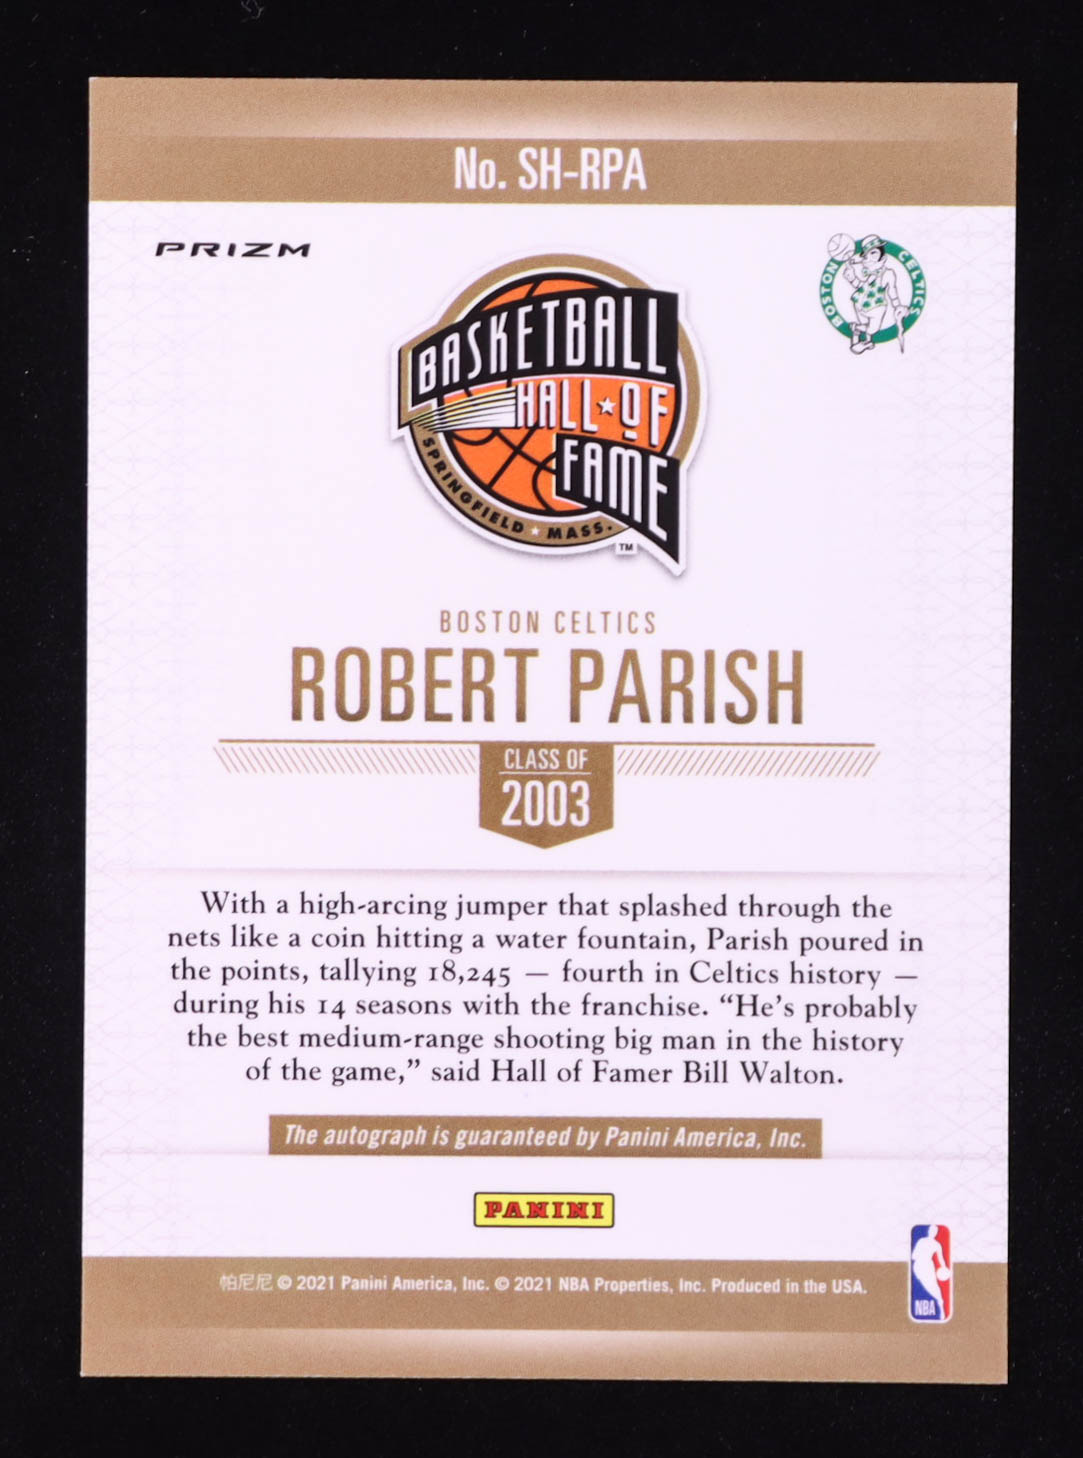 No. SH-RPA
PRIZM
BOSTON CELTICS
BASKETBALL
HALL OF
FAME
SPRINGFIELD ★ MASS.
TM
BOSTON CELTICS
ROBERT PARISH
CLASS OF
2003
With a high-arcing jumper that splashed through the
nets like a coin hitting a water fountain, Parish poured in
the points, tallying 18,245 — fourth in Celtics history —
during his 14 seasons with the franchise. “He’s probably
the best medium-range shooting big man in the history
of the game,” said Hall of Famer Bill Walton.
The autograph is guaranteed by Panini America, Inc.
PANINI
帕尼尼 © 2021 Panini America, Inc. © 2021 NBA Properties, Inc. Produced in the USA.
NBA